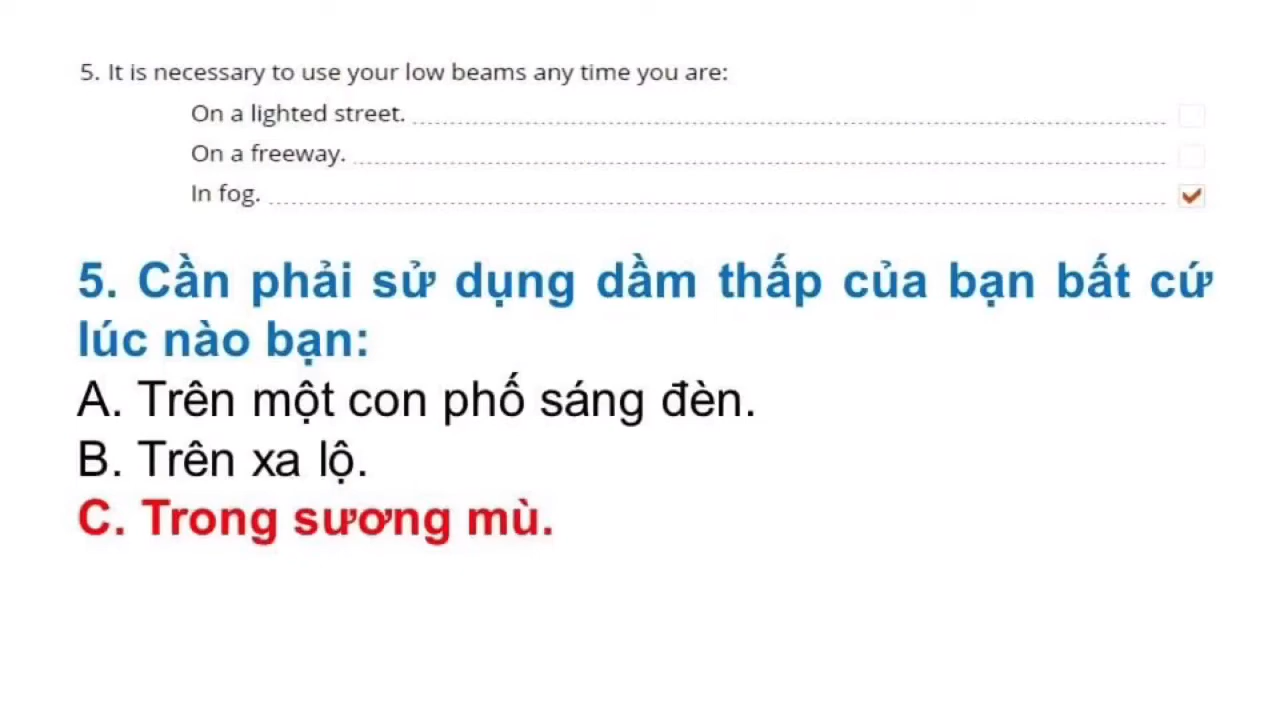 5. It is necessary to use your low beams any time you are:
On a lighted street.
On a freeway.
In fog.
5. Cần phải sử dụng dầm thấp của bạn bất cứ
lúc nào bạn:
A. Trên một con phố sáng đèn.
B. Trên xa lộ.
C. Trong sương mù.